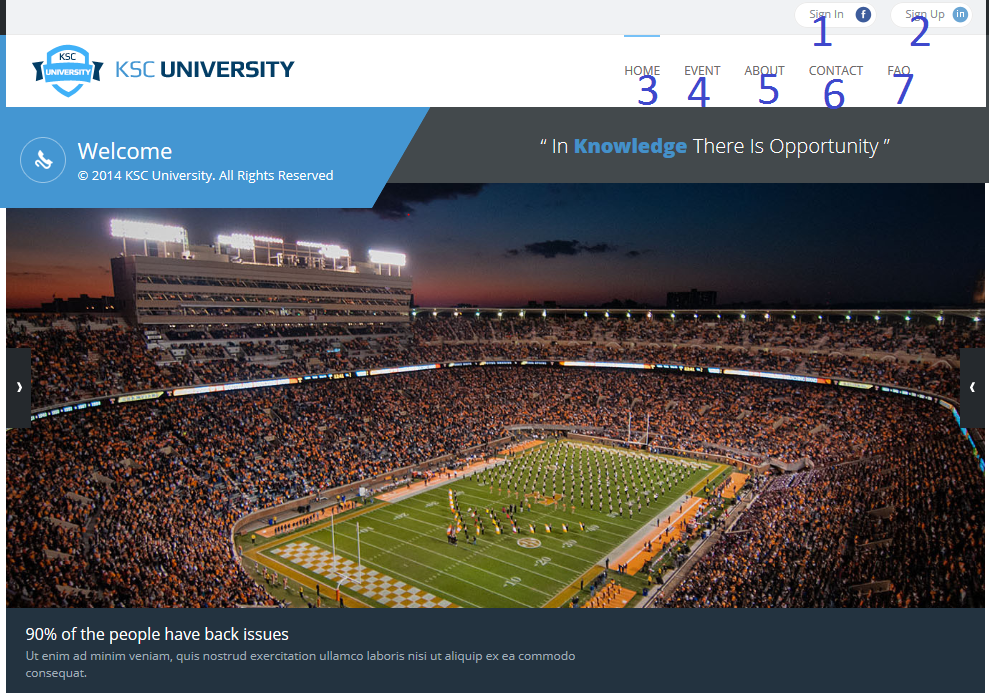 Sign In f Sign Up in
1 2
KSC
UNIVERSITY
KSC UNIVERSITY
HOME EVENT ABOUT CONTACT FAQ
3 4 5 6 7
Welcome
© 2014 KSC University. All Rights Reserved
“ In Knowledge There Is Opportunity ”
90% of the people have back issues
Ut enim ad minim veniam, quis nostrud exercitation ullamco laboris nisi ut aliquip ex ea commodo
consequat.